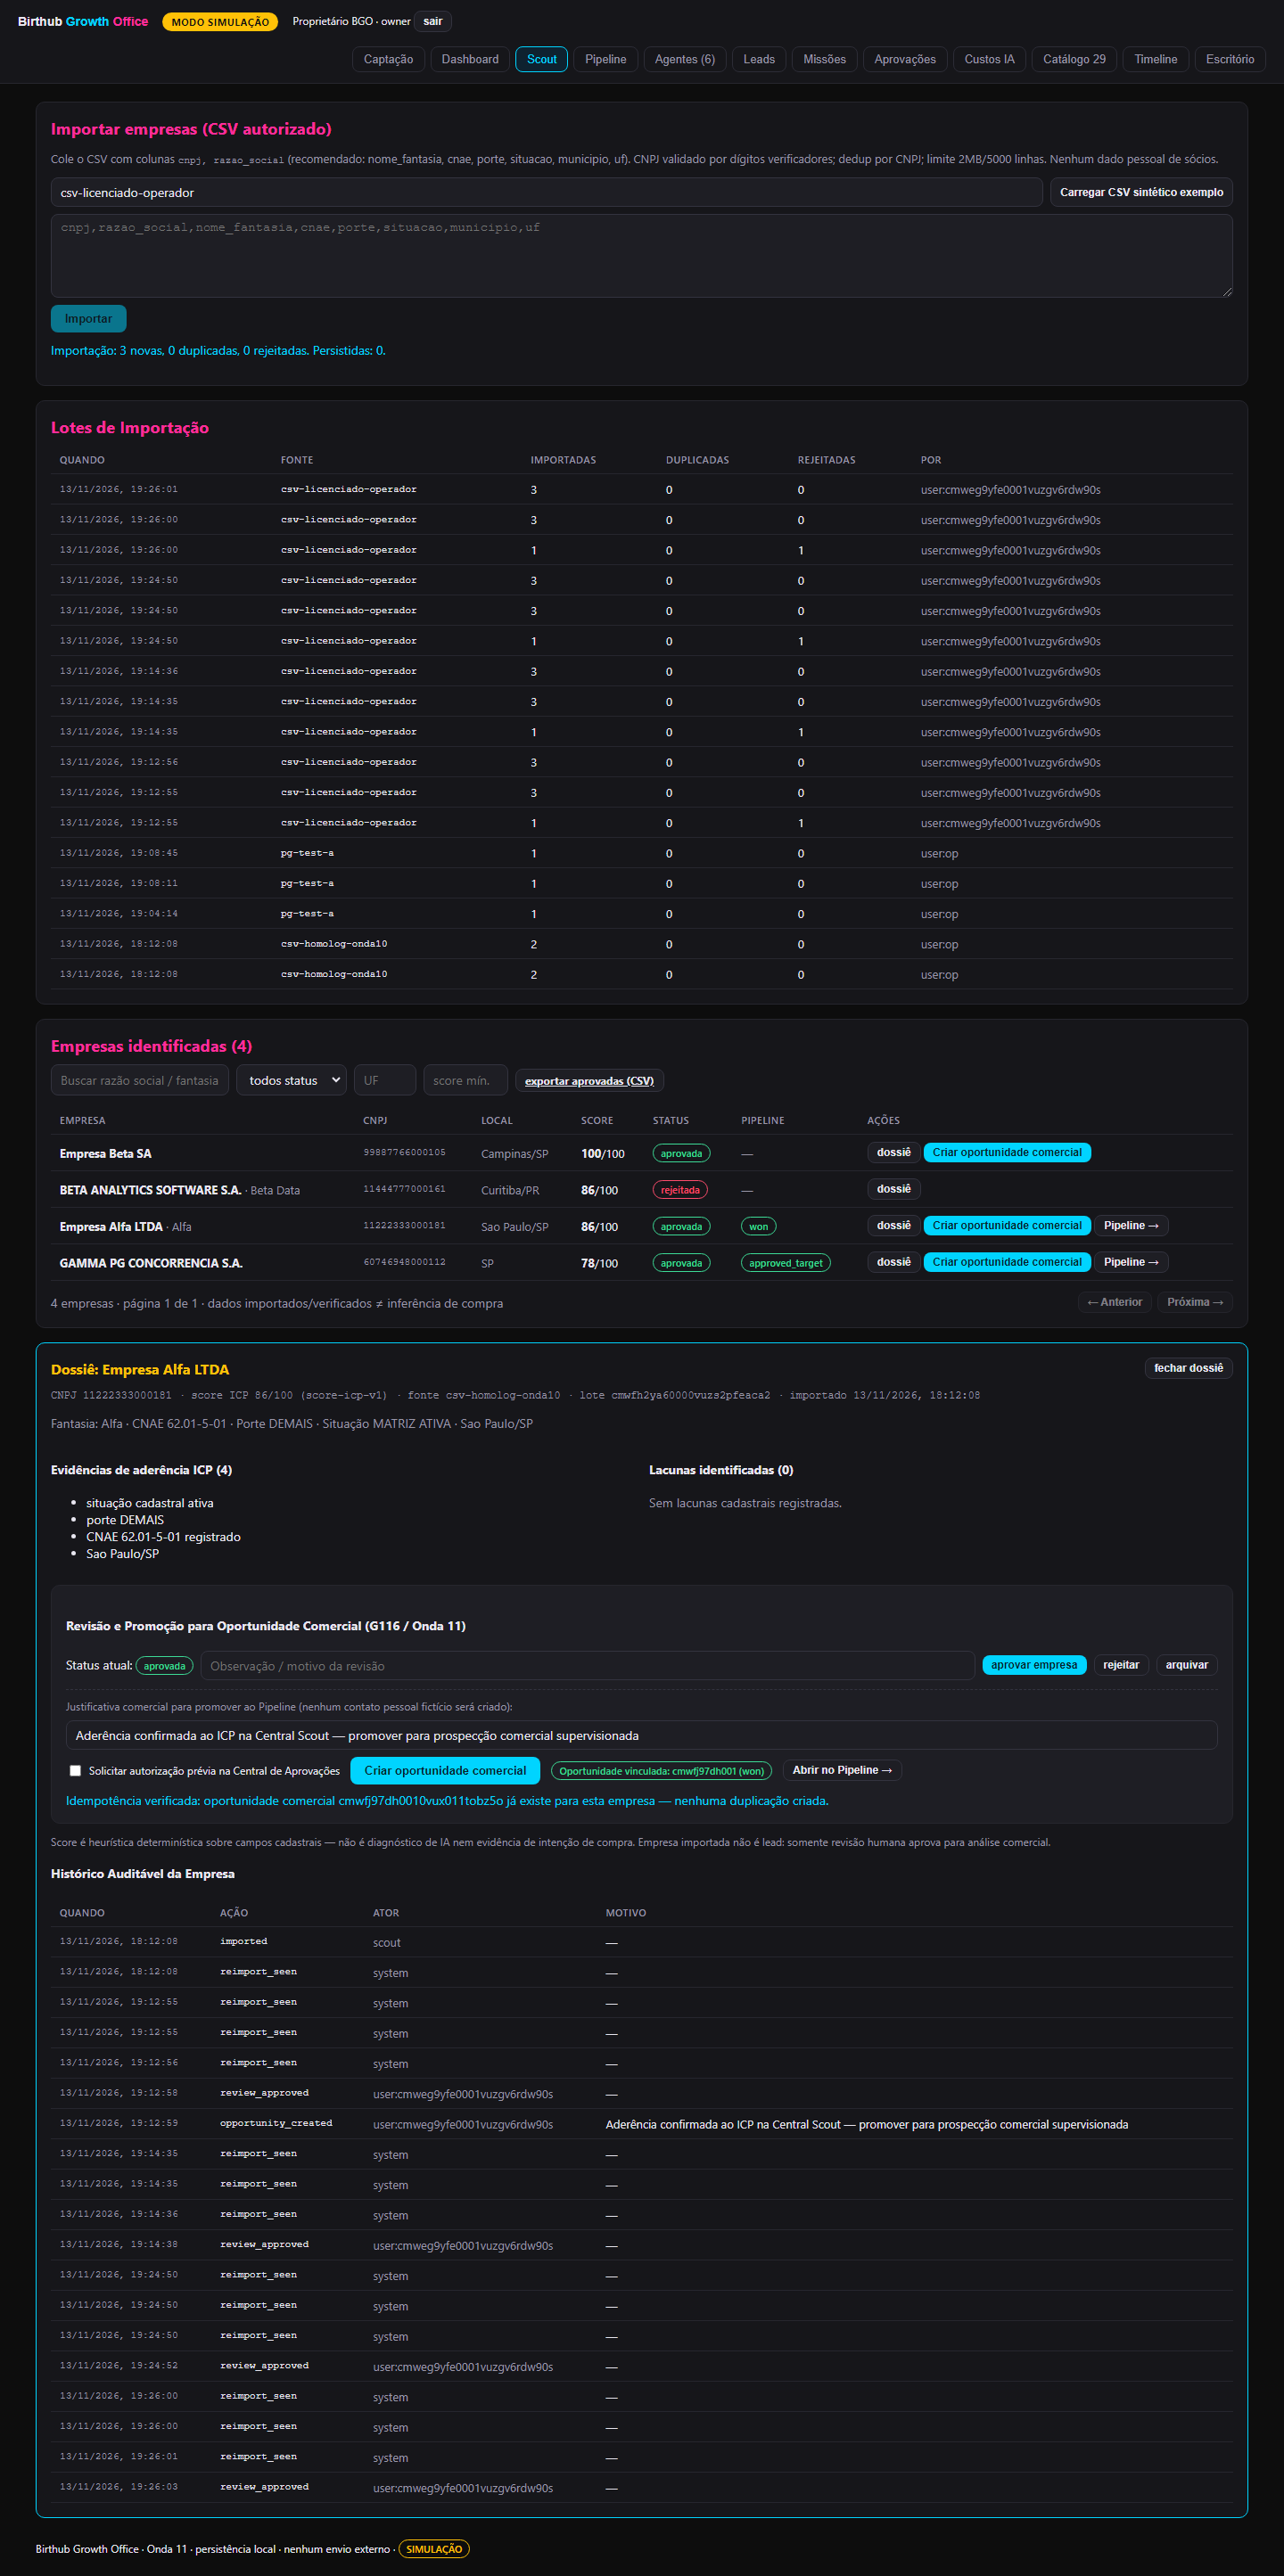 Birthub Growth Office MODO SIMULAÇÃO Proprietário BGO · owner sair
Captação Dashboard Scout Pipeline Agentes (6) Leads Missões Aprovações Custos IA Catálogo 29 Timeline Escritório
Importar empresas (CSV autorizado)
Cole o CSV com colunas cnpj, razao_social (recomendado: nome_fantasia, cnae, porte, situacao, municipio, uf). CNPJ validado por dígitos verificadores; dedup por CNPJ; limite 2MB/5000 linhas. Nenhum dado pessoal de sócios.
csv-licenciado-operador Carregar CSV sintético exemplo
cnpj,razao_social,nome_fantasia,cnae,porte,situacao,municipio,uf
Importar
Importação: 3 novas, 0 duplicadas, 0 rejeitadas. Persistidas: 0.
Lotes de Importação
QUANDO FONTE IMPORTADAS DUPLICADAS REJEITADAS POR
13/11/2026, 19:26:01 csv-licenciado-operador 3 0 0 user:cmweg9yfe0001vuzgv6rdw90s
13/11/2026, 19:26:00 csv-licenciado-operador 3 0 0 user:cmweg9yfe0001vuzgv6rdw90s
13/11/2026, 19:26:00 csv-licenciado-operador 1 0 1 user:cmweg9yfe0001vuzgv6rdw90s
13/11/2026, 19:24:50 csv-licenciado-operador 3 0 0 user:cmweg9yfe0001vuzgv6rdw90s
13/11/2026, 19:24:50 csv-licenciado-operador 3 0 0 user:cmweg9yfe0001vuzgv6rdw90s
13/11/2026, 19:24:50 csv-licenciado-operador 1 0 1 user:cmweg9yfe0001vuzgv6rdw90s
13/11/2026, 19:14:36 csv-licenciado-operador 3 0 0 user:cmweg9yfe0001vuzgv6rdw90s
13/11/2026, 19:14:35 csv-licenciado-operador 3 0 0 user:cmweg9yfe0001vuzgv6rdw90s
13/11/2026, 19:14:35 csv-licenciado-operador 1 0 1 user:cmweg9yfe0001vuzgv6rdw90s
13/11/2026, 19:12:56 csv-licenciado-operador 3 0 0 user:cmweg9yfe0001vuzgv6rdw90s
13/11/2026, 19:12:55 csv-licenciado-operador 3 0 0 user:cmweg9yfe0001vuzgv6rdw90s
13/11/2026, 19:12:55 csv-licenciado-operador 1 0 1 user:cmweg9yfe0001vuzgv6rdw90s
13/11/2026, 19:08:45 pg-test-a 1 0 0 user:op
13/11/2026, 19:08:11 pg-test-a 1 0 0 user:op
13/11/2026, 19:04:14 pg-test-a 1 0 0 user:op
13/11/2026, 18:12:08 csv-homolog-onda10 2 0 0 user:op
13/11/2026, 18:12:08 csv-homolog-onda10 2 0 0 user:op
Empresas identificadas (4)
Buscar razão social / fantasia todos status UF score mín. exportar aprovadas (CSV)
EMPRESA CNPJ LOCAL SCORE STATUS PIPELINE AÇÕES
Empresa Beta SA 99887766000105 Campinas/SP 100/100 aprovada — dossiê Criar oportunidade comercial
BETA ANALYTICS SOFTWARE S.A. · Beta Data 11444777000161 Curitiba/PR 86/100 rejeitada — dossiê
Empresa Alfa LTDA · Alfa 11222333000181 Sao Paulo/SP 86/100 aprovada won dossiê Criar oportunidade comercial Pipeline →
GAMMA PG CONCORRENCIA S.A. 60746948000112 SP 78/100 aprovada approved_target dossiê Criar oportunidade comercial Pipeline →
4 empresas · página 1 de 1 · dados importados/verificados ≠ inferência de compra ← Anterior Próxima →
Dossiê: Empresa Alfa LTDA fechar dossiê
CNPJ 11222333000181 · score ICP 86/100 (score-icp-v1) · fonte csv-homolog-onda10 · lote cmwfh2ya60000vuzs2pfeaca2 · importado 13/11/2026, 18:12:08
Fantasia: Alfa · CNAE 62.01-5-01 · Porte DEMAIS · Situação MATRIZ ATIVA · Sao Paulo/SP
Evidências de aderência ICP (4) Lacunas identificadas (0)
• situação cadastral ativa Sem lacunas cadastrais registradas.
• porte DEMAIS
• CNAE 62.01-5-01 registrado
• Sao Paulo/SP
Revisão e Promoção para Oportunidade Comercial (G116 / Onda 11)
Status atual: aprovada Observação / motivo da revisão aprovar empresa rejeitar arquivar
Justificativa comercial para promover ao Pipeline (nenhum contato pessoal fictício será criado):
Aderência confirmada ao ICP na Central Scout — promover para prospecção comercial supervisionada
Solicitar autorização prévia na Central de Aprovações Criar oportunidade comercial Oportunidade vinculada: cmwfj97dh001 (won) Abrir no Pipeline →
Idempotência verificada: oportunidade comercial cmwfj97dh0010vux011tobz5o já existe para esta empresa — nenhuma duplicação criada.
Score é heurística determinística sobre campos cadastrais — não é diagnóstico de IA nem evidência de intenção de compra. Empresa importada não é lead: somente revisão humana aprova para análise comercial.
Histórico Auditável da Empresa
QUANDO AÇÃO ATOR MOTIVO
13/11/2026, 18:12:08 imported scout —
13/11/2026, 18:12:08 reimport_seen system —
13/11/2026, 19:12:55 reimport_seen system —
13/11/2026, 19:12:55 reimport_seen system —
13/11/2026, 19:12:56 reimport_seen system —
13/11/2026, 19:12:58 review_approved user:cmweg9yfe0001vuzgv6rdw90s —
13/11/2026, 19:12:59 opportunity_created user:cmweg9yfe0001vuzgv6rdw90s Aderência confirmada ao ICP na Central Scout — promover para prospecção comercial supervisionada
13/11/2026, 19:14:35 reimport_seen system —
13/11/2026, 19:14:35 reimport_seen system —
13/11/2026, 19:14:36 reimport_seen system —
13/11/2026, 19:14:38 review_approved user:cmweg9yfe0001vuzgv6rdw90s —
13/11/2026, 19:24:50 reimport_seen system —
13/11/2026, 19:24:50 reimport_seen system —
13/11/2026, 19:24:50 reimport_seen system —
13/11/2026, 19:24:52 review_approved user:cmweg9yfe0001vuzgv6rdw90s —
13/11/2026, 19:26:00 reimport_seen system —
13/11/2026, 19:26:00 reimport_seen system —
13/11/2026, 19:26:01 reimport_seen system —
13/11/2026, 19:26:03 review_approved user:cmweg9yfe0001vuzgv6rdw90s —
Birthub Growth Office · Onda 11 · persistência local · nenhum envio externo · SIMULAÇÃO